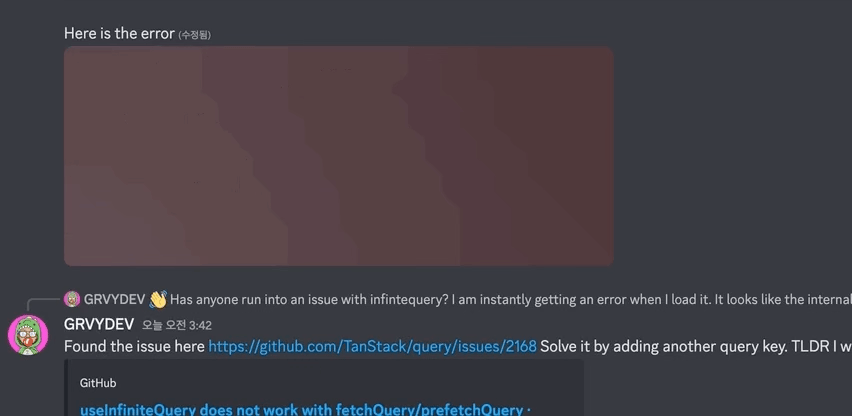 Here is the error (수정됨)
GRVYDEV 👋 Has anyone run into an issue with infintequery? I am instantly getting an error when I load it. It looks like the internal
GRVYDEV 오늘 오전 3:42
Found the issue here https://github.com/TanStack/query/issues/2168 Solve it by adding another query key. TLDR I w
GitHub
useInfiniteQuery does not work with fetchQuery/prefetchQuery ·